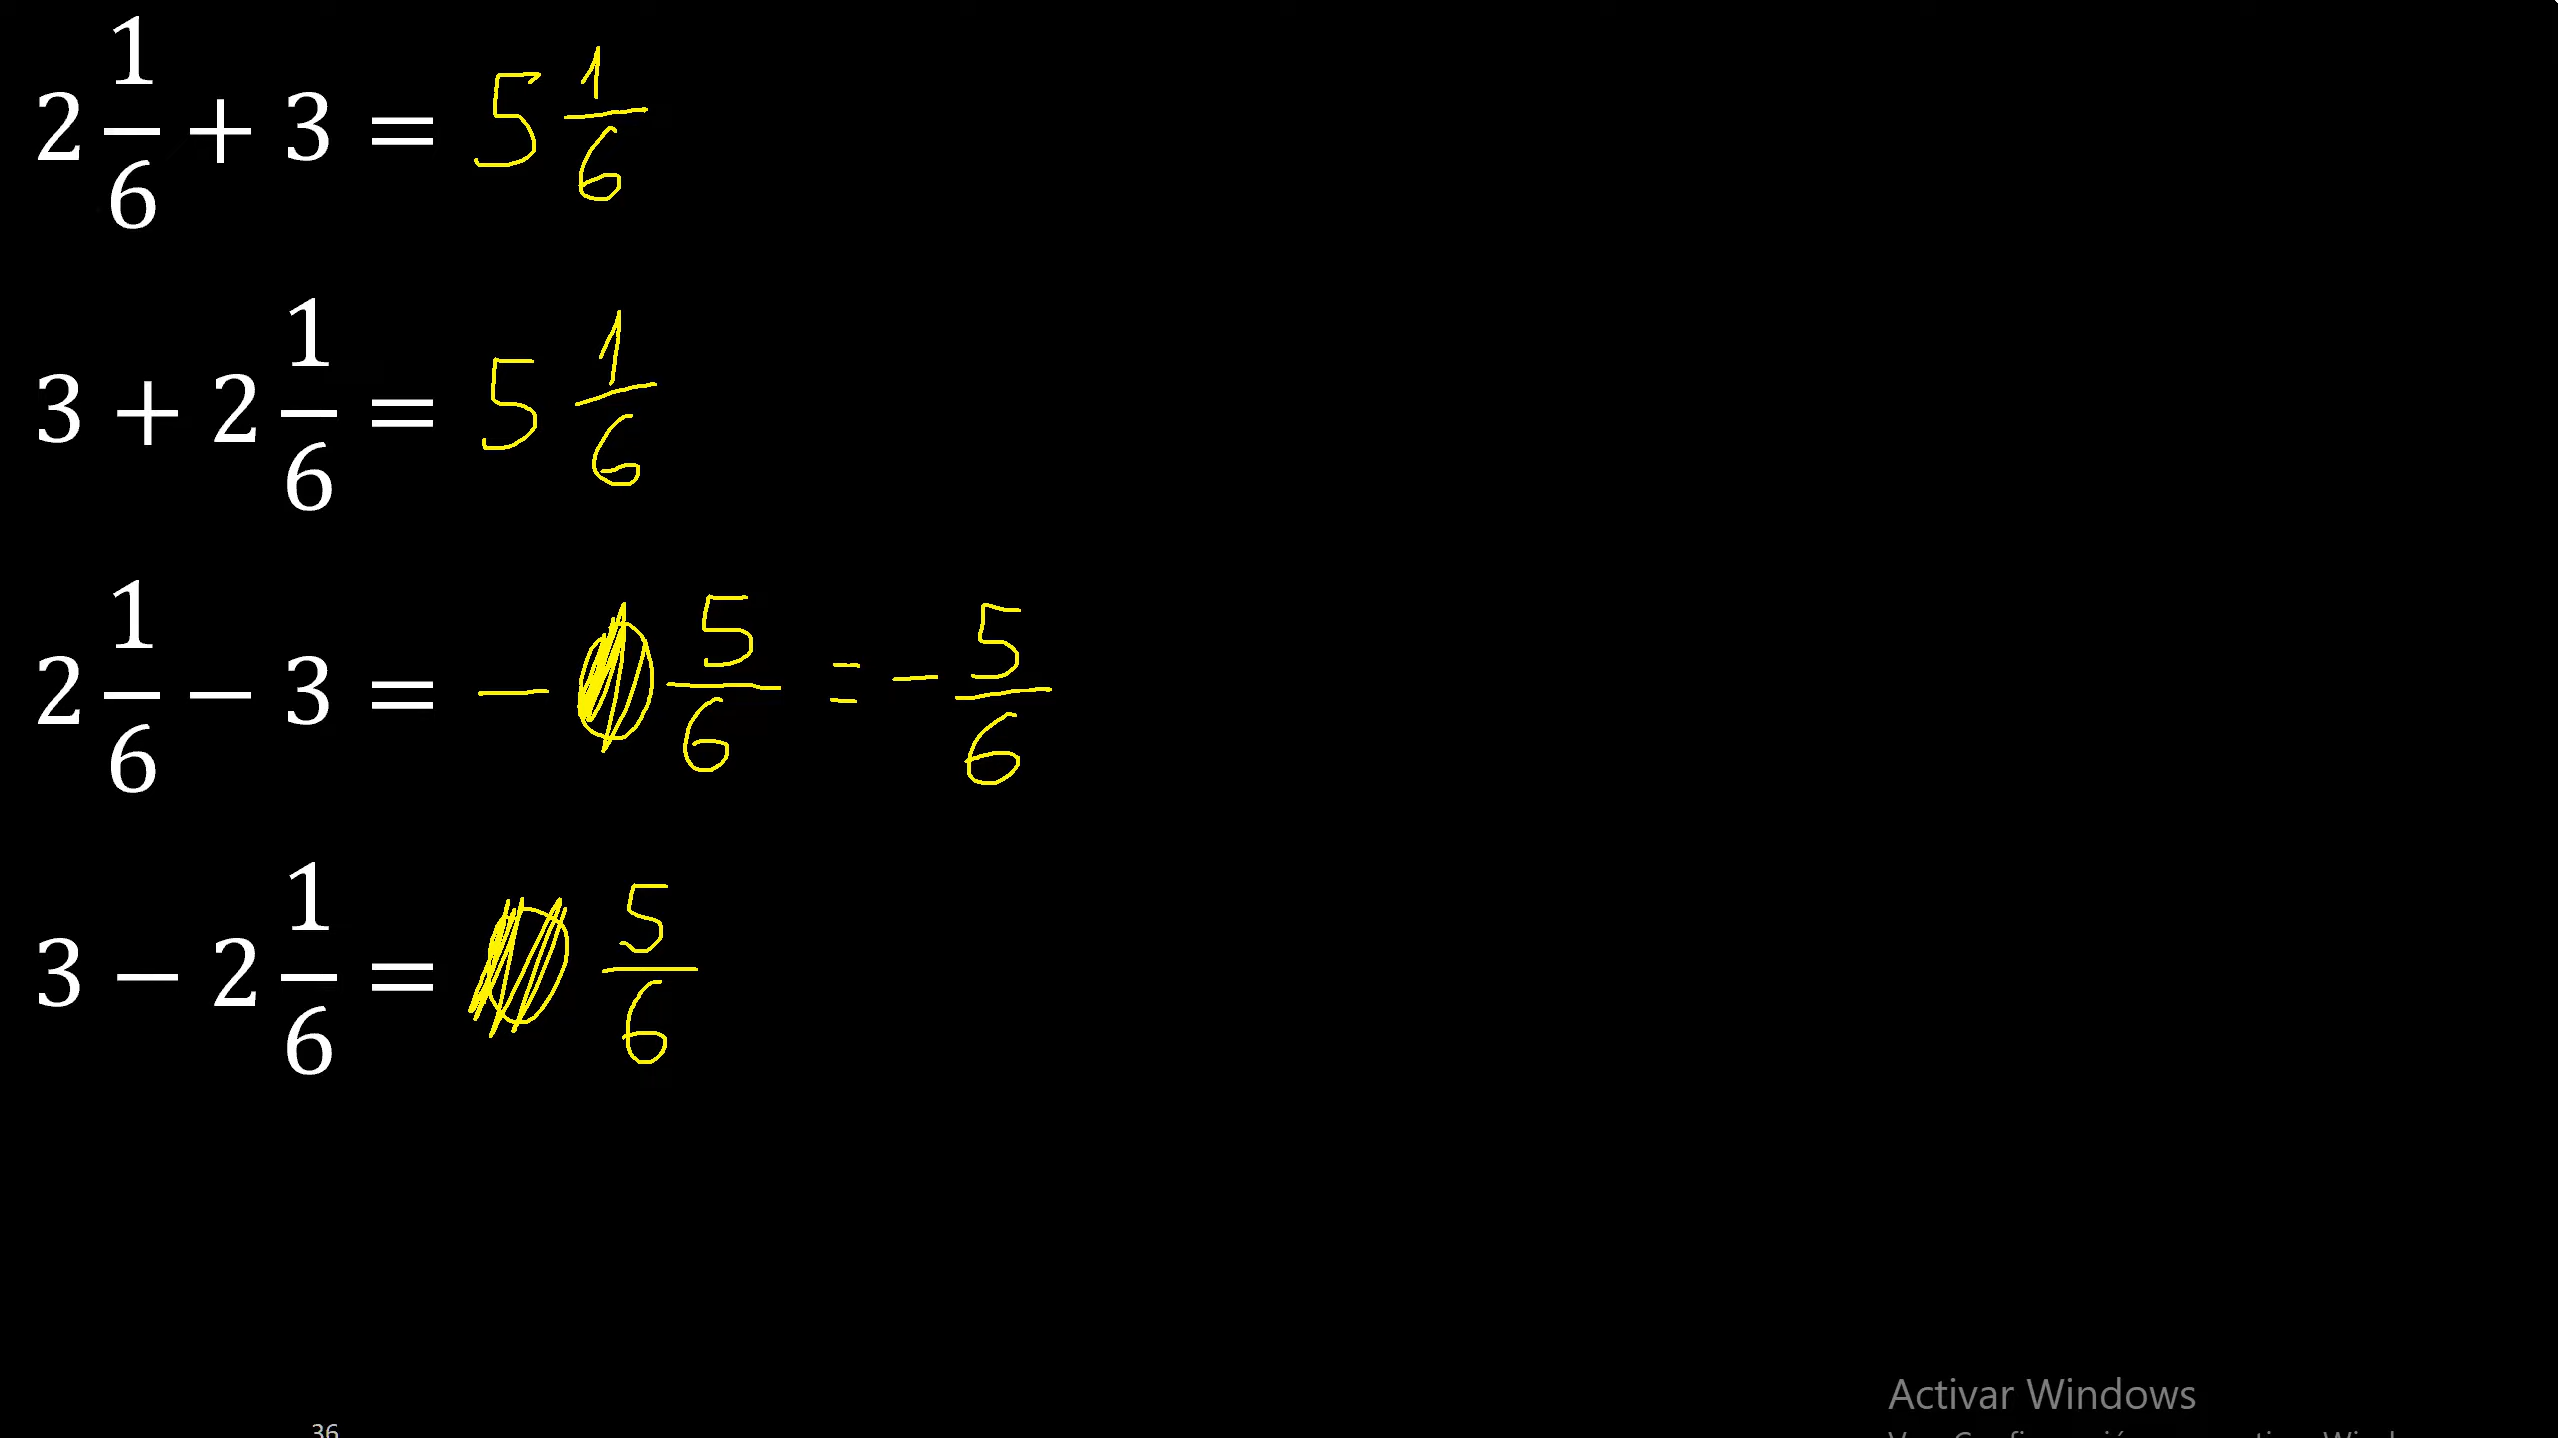 2 1/6 + 3 = 5 1/6
3 + 2 1/6 = 5 1/6
2 1/6 − 3 = − 5/6 = − 5/6
3 − 2 1/6 = 5/6
Activar Windows
36